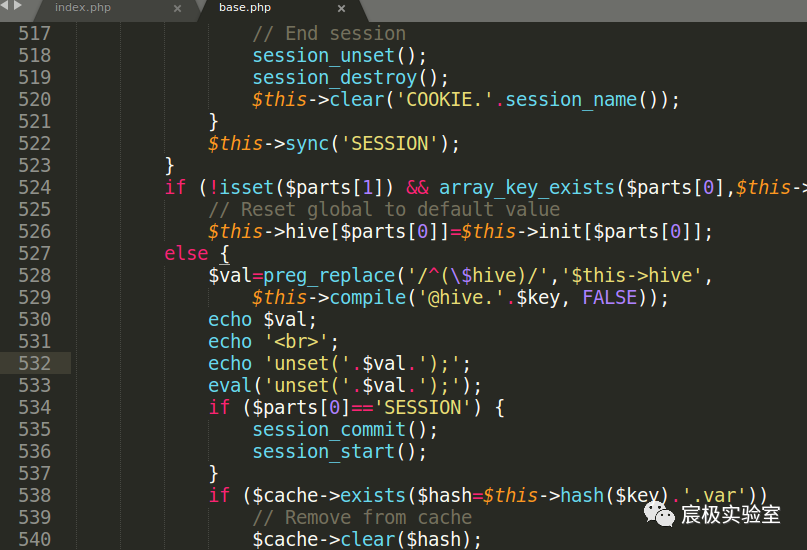 index.php × base.php ×
517 // End session
518 session_unset();
519 session_destroy();
520 $this->clear('COOKIE.'.session_name());
521 }
522 $this->sync('SESSION');
523 }
524 if (!isset($parts[1]) && array_key_exists($parts[0],$this->
525 // Reset global to default value
526 $this->hive[$parts[0]]=$this->init[$parts[0]];
527 else {
528 $val=preg_replace('/^(\$hive)/','$this->hive',
529 $this->compile('@hive.'.$key, FALSE));
530 echo $val;
531 echo '<br>';
532 echo 'unset('.$val.');';
533 eval('unset('.$val.');');
534 if ($parts[0]=='SESSION') {
535 session_commit();
536 session_start();
537 }
538 if ($cache->exists($hash=$this->hash($key).'.var'))
539 // Remove from cache
540 $cache->clear($hash);
宸极实验室